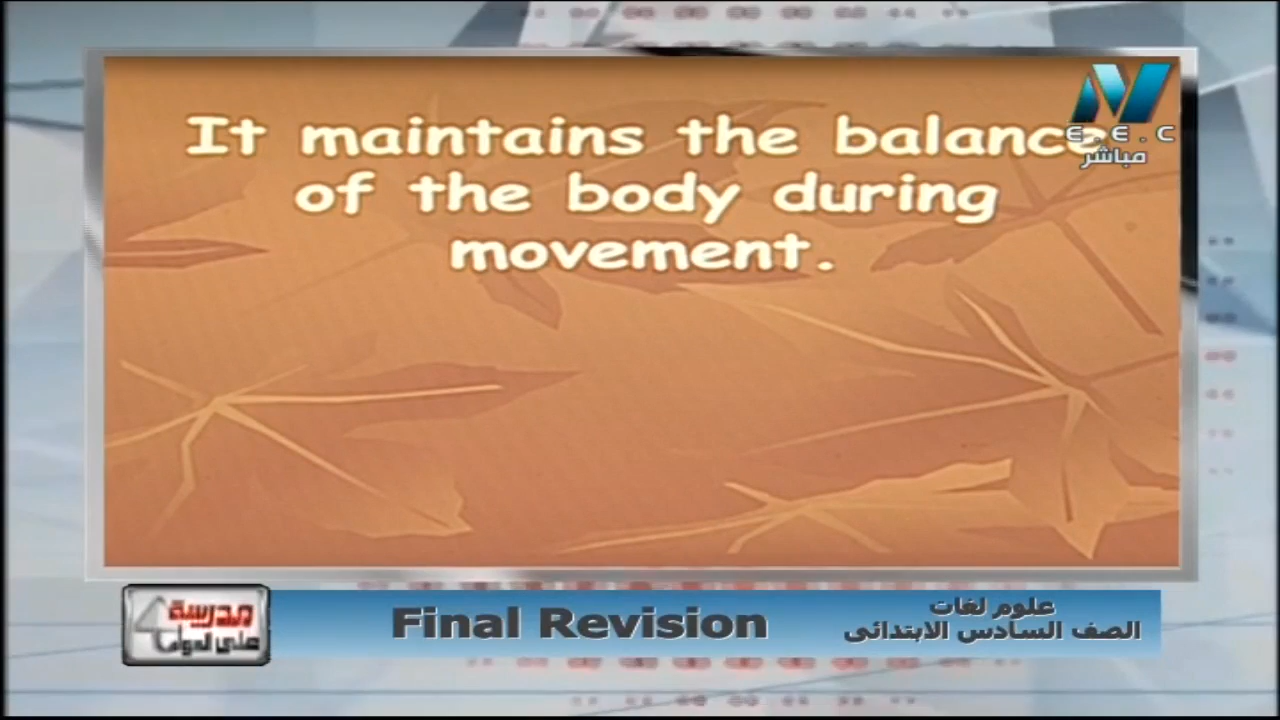 It maintains the balance
of the body during
movement.
E.E.C
مباشر
Final Revision
علوم لغات
الصف السادس الابتدائى
مدرسة
على الهواء